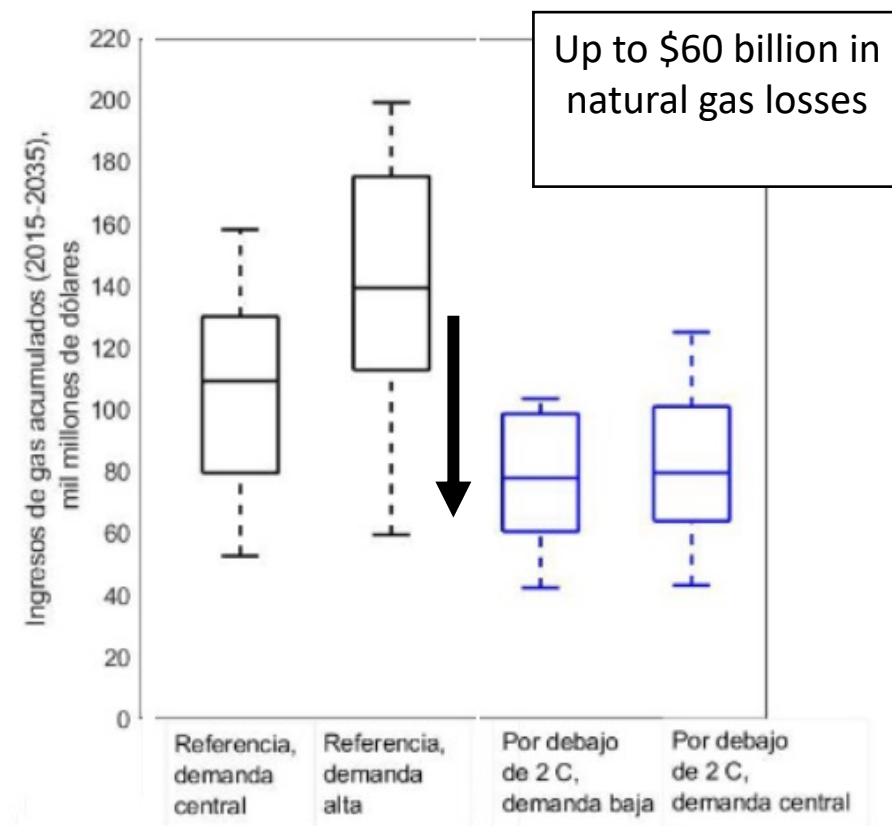 Up to $60 billion in
natural gas losses
Ingresos de gas acumulados (2015-2035),
mil millones de dólares
220
200
180
160
140
120
100
80
60
40
20
0
Referencia,
demanda
central
Referencia,
demanda
alta
Por debajo
de 2 C,
demanda baja
Por debajo
de 2 C,
demanda central